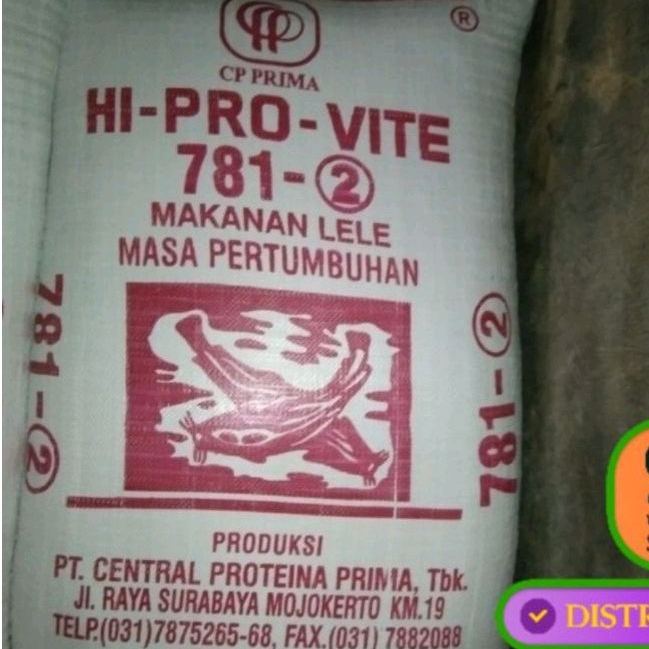 ®
CP PRIMA
HI-PRO-VITE
781-②
MAKANAN LELE
MASA PERTUMBUHAN
781-②
781-②
PRODUKSI
PT. CENTRAL PROTEINA PRIMA, Tbk.
Jl. RAYA SURABAYA MOJOKERTO KM.19
TELP.(031)7875265-68, FAX.(031) 7882088
DISTR